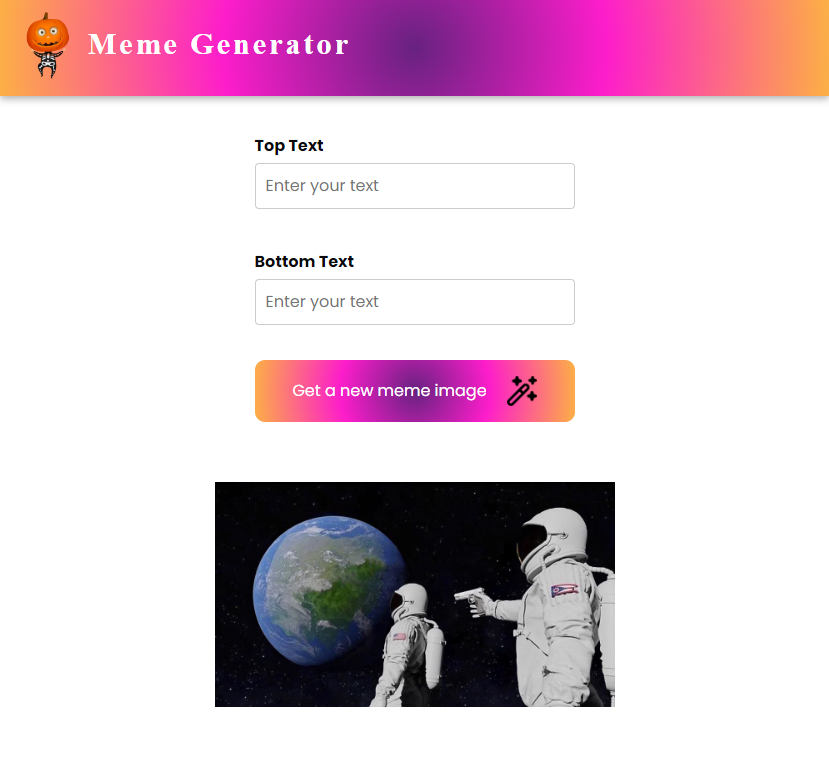 Meme Generator
Top Text
Enter your text
Bottom Text
Enter your text
Get a new meme image